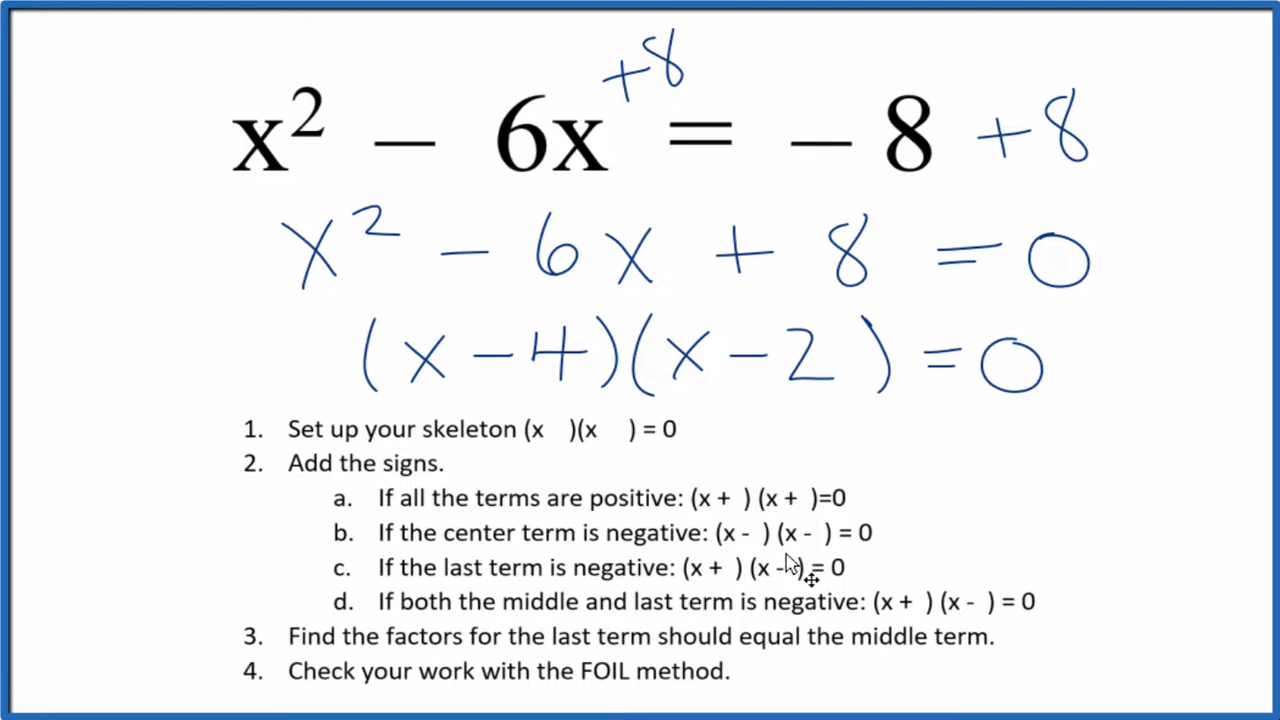 +8
x² − 6x = − 8 + 8
x² − 6x + 8 = 0
(x − 4)(x − 2) = 0
1. Set up your skeleton (x   )(x   ) = 0
2. Add the signs.
a. If all the terms are positive: (x +  ) (x +  )=0
b. If the center term is negative: (x -  ) (x -  ) = 0
c. If the last term is negative: (x +  ) (x -  ) = 0
d. If both the middle and last term is negative: (x +  ) (x -  ) = 0
3. Find the factors for the last term should equal the middle term.
4. Check your work with the FOIL method.